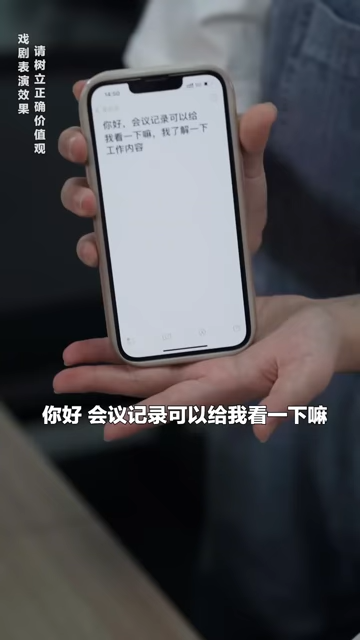 戏剧表演效果
请树立正确价值观
你好，会议记录可以给
我看一下嘛，我了解一下
工作内容
你好 会议记录可以给我看一下嘛